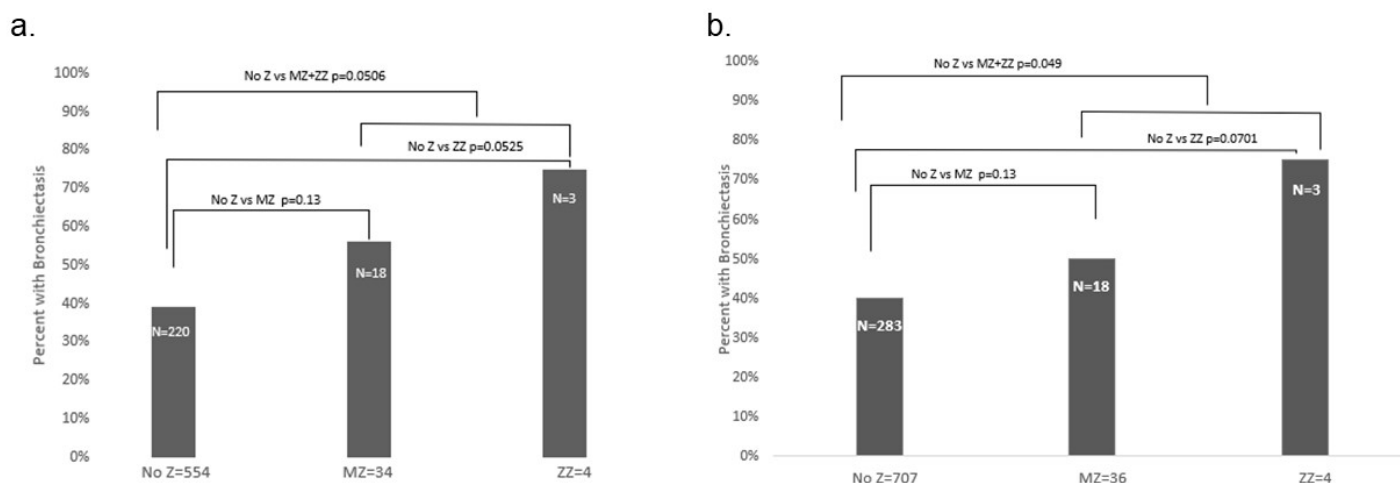 a.
Percent with Bronchiectasis
100%
90%
80%
70%
60%
50%
40%
30%
20%
10%
0%
No Z vs MZ+ZZ p=0.0506
No Z vs ZZ p=0.0525
No Z vs MZ p=0.13
N=220
N=18
N=3
No Z=554
MZ=34
ZZ=4
b.
Percent with Bronchiectasis
100%
90%
80%
70%
60%
50%
40%
30%
20%
10%
0%
No Z vs MZ+ZZ p=0.049
No Z vs ZZ p=0.0701
No Z vs MZ p=0.13
N=283
N=18
N=3
No Z=707
MZ=36
ZZ=4